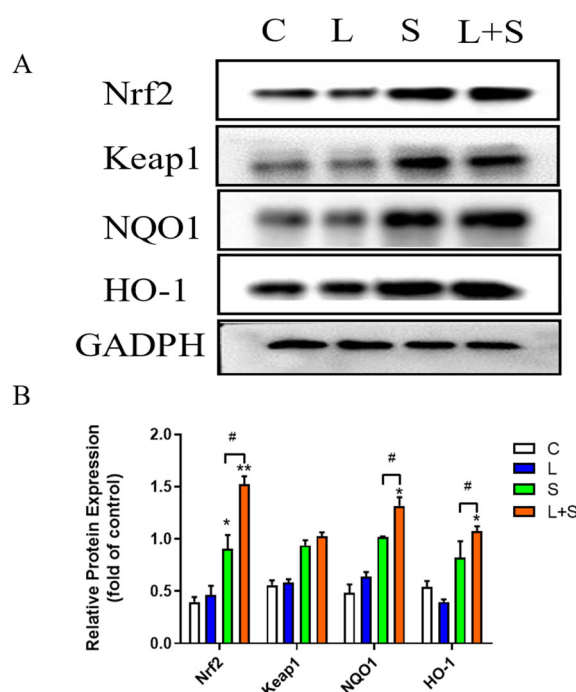 C L S L+S
A
Nrf2
Keap1
NQO1
HO-1
GADPH
B
Relative Protein Expression
(fold of control)
2.0
1.5
1.0
0.5
0.0
#
**
*
#
*
#
*
C
L
S
L+S
Nrf2
Keap1
NQO1
HO-1